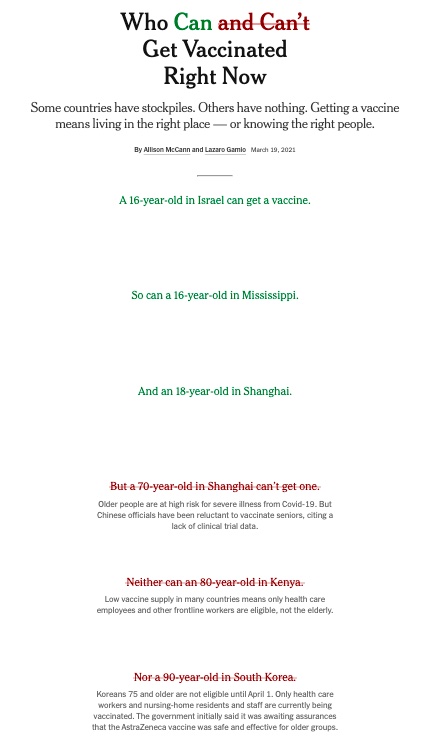 Who Can and Can't
Get Vaccinated
Right Now
Some countries have stockpiles. Others have nothing. Getting a vaccine
means living in the right place — or knowing the right people.
By Allison McCann and Lazaro Gamio March 19, 2021
A 16-year-old in Israel can get a vaccine.
So can a 16-year-old in Mississippi.
And an 18-year-old in Shanghai.
But a 70-year-old in Shanghai can't get one.
Older people are at high risk for severe illness from Covid-19. But
Chinese officials have been reluctant to vaccinate seniors, citing a
lack of clinical trial data.
Neither can an 80-year-old in Kenya.
Low vaccine supply in many countries means only health care
employees and other frontline workers are eligible, not the elderly.
Nor a 90-year-old in South Korea.
Koreans 75 and older are not eligible until April 1. Only health care
workers and nursing-home residents and staff are currently being
vaccinated. The government initially said it was awaiting assurances
that the AstraZeneca vaccine was safe and effective for older groups.